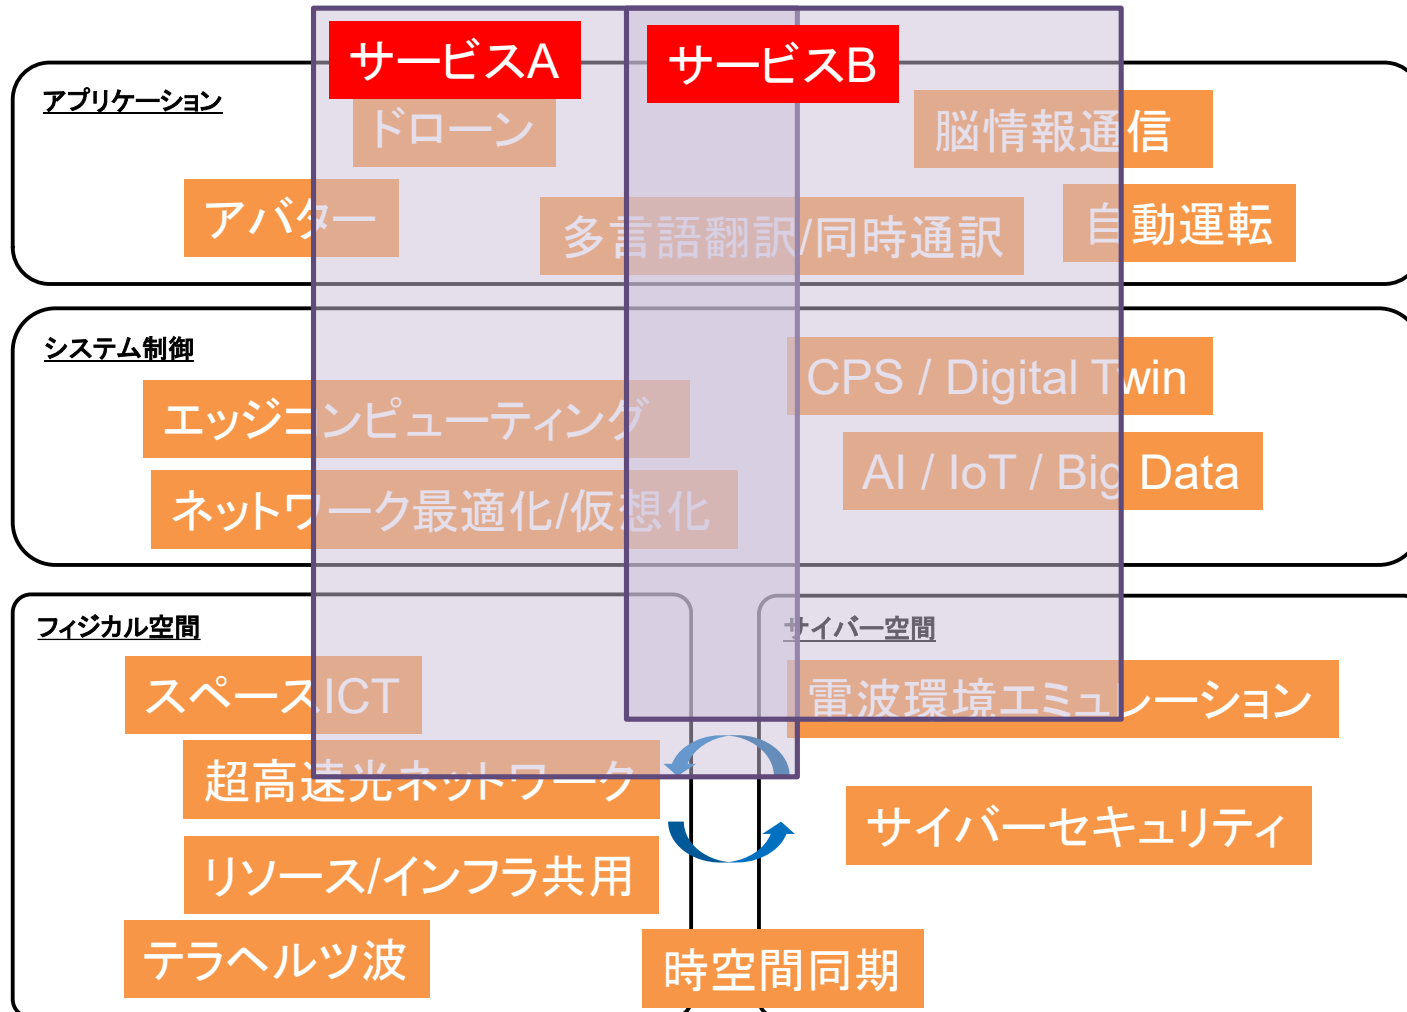 サービスA
サービスB
アプリケーション
ドローン
脳情報通信
アバター
多言語翻訳/同時通訳
自動運転
システム制御
CPS / Digital Twin
エッジコンピューティング
AI / IoT / Big Data
ネットワーク最適化/仮想化
フィジカル空間
サイバー空間
スペースICT
電波環境エミュレーション
超高速光ネットワーク
サイバーセキュリティ
リソース/インフラ共用
テラヘルツ波
時空間同期